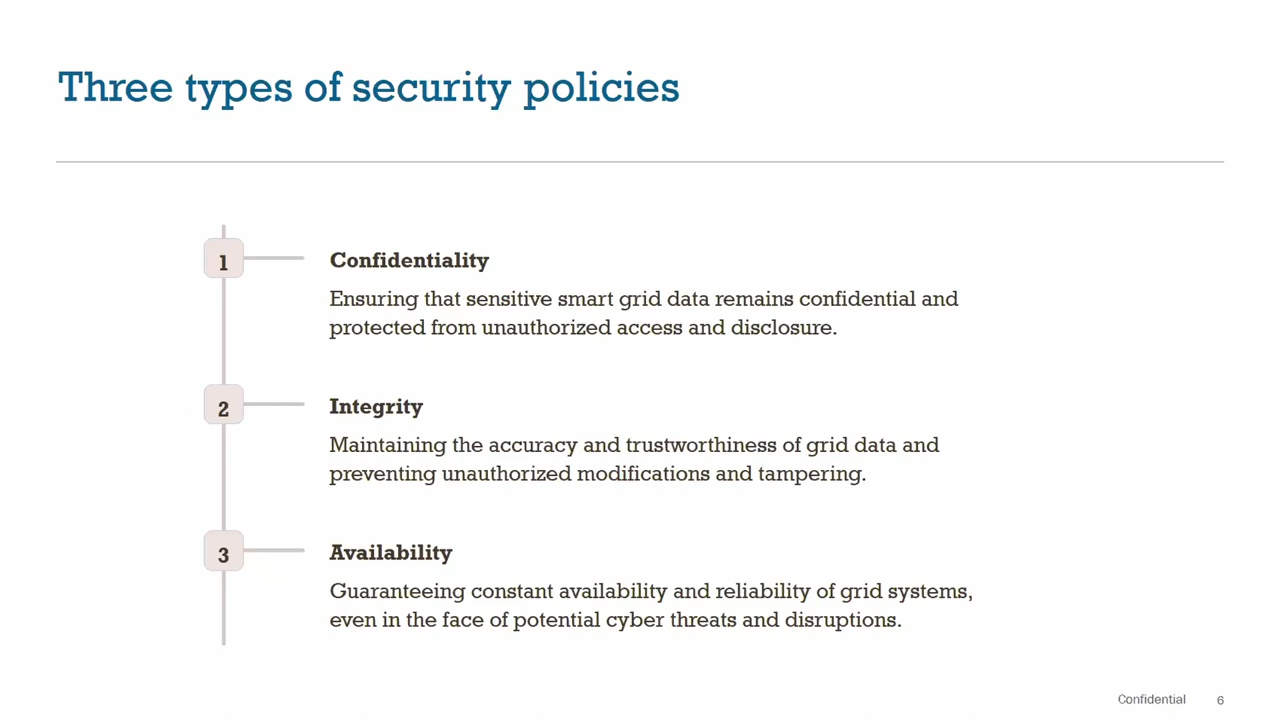 Three types of security policies
1
Confidentiality
Ensuring that sensitive smart grid data remains confidential and
protected from unauthorized access and disclosure.
2
Integrity
Maintaining the accuracy and trustworthiness of grid data and
preventing unauthorized modifications and tampering.
3
Availability
Guaranteeing constant availability and reliability of grid systems,
even in the face of potential cyber threats and disruptions.
Confidential 6